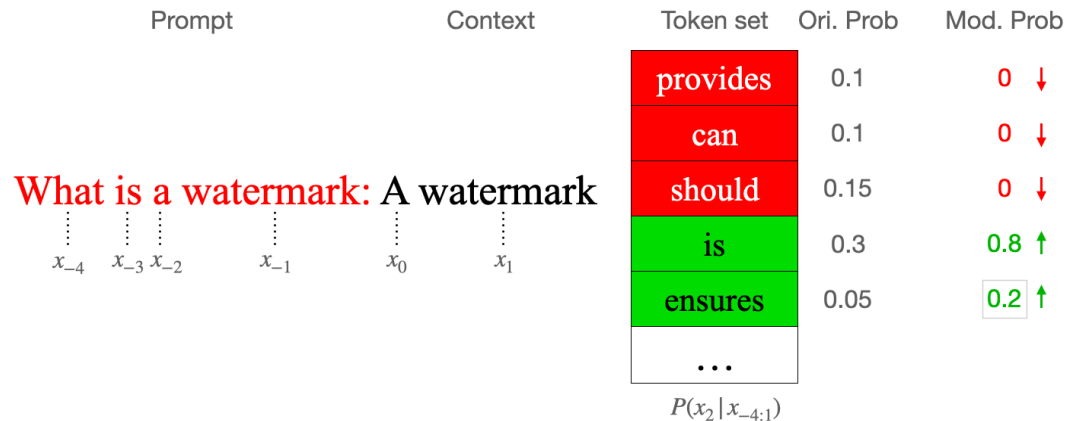 Prompt Context Token set Ori. Prob Mod. Prob
provides 0.1 0 ↓
can 0.1 0 ↓
What is a watermark: A watermark should 0.15 0 ↓
is 0.3 0.8 ↑
x₋₄ x₋₃ x₋₂ x₋₁ x₀ x₁
ensures 0.05 0.2 ↑
...
P(x₂|x₋₄:₁)